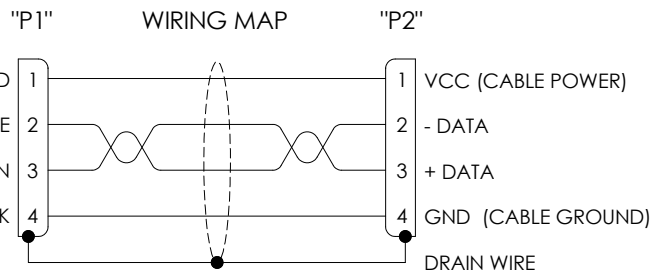 "P1" WIRING MAP "P2"
D 1 1 VCC (CABLE POWER)
E 2 2 - DATA
N 3 3 + DATA
K 4 4 GND (CABLE GROUND)
DRAIN WIRE